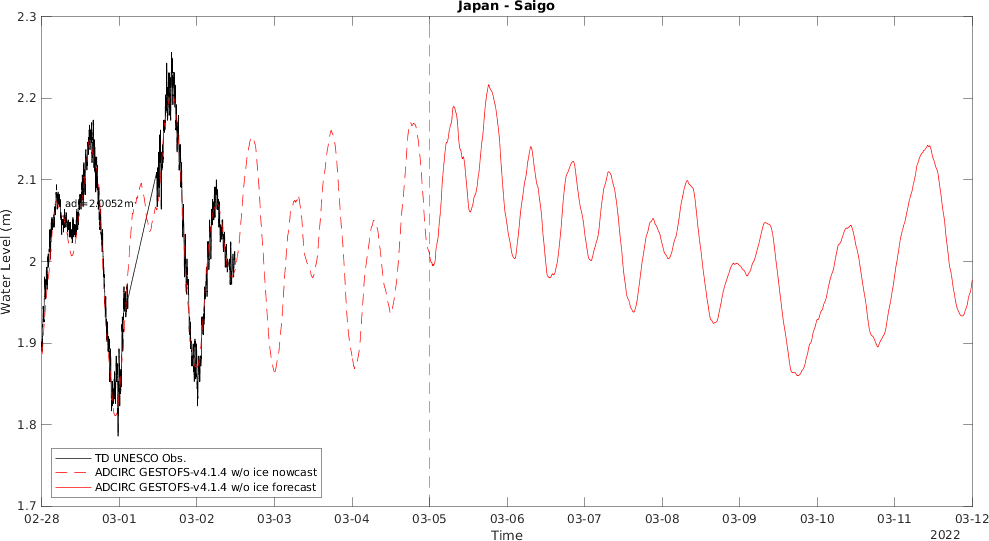 Japan - Saigo
2.3
2.2
2.1
2
1.9
1.8
1.7
Water Level (m)
adj=2.0052m
TD UNESCO Obs.
ADCIRC GESTOFS-v4.1.4 w/o ice nowcast
ADCIRC GESTOFS-v4.1.4 w/o ice forecast
02-28 03-01 03-02 03-03 03-04 03-05 03-06 03-07 03-08 03-09 03-10 03-11 03-12
Time
2022